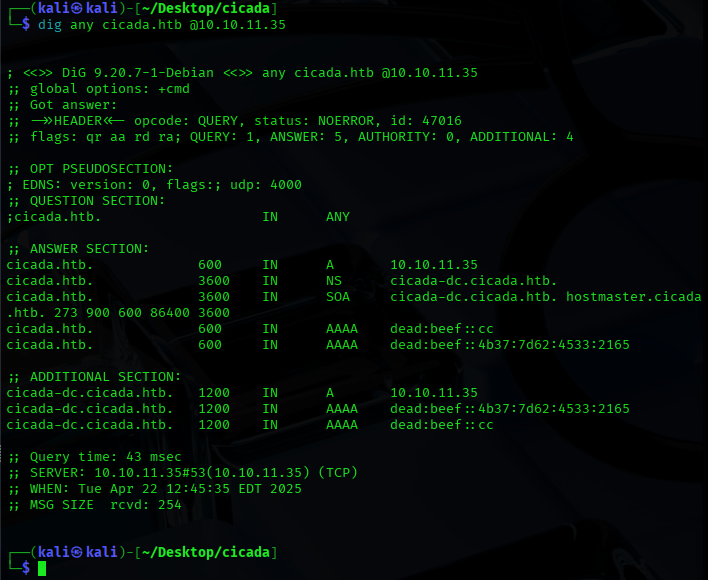 ┌──(kali㉿kali)-[~/Desktop/cicada]
└─$ dig any cicada.htb @10.10.11.35
; <<>> DiG 9.20.7-1-Debian <<>> any cicada.htb @10.10.11.35
;; global options: +cmd
;; Got answer:
;; ->>HEADER<<- opcode: QUERY, status: NOERROR, id: 47016
;; flags: qr aa rd ra; QUERY: 1, ANSWER: 5, AUTHORITY: 0, ADDITIONAL: 4
;; OPT PSEUDOSECTION:
; EDNS: version: 0, flags:; udp: 4000
;; QUESTION SECTION:
;cicada.htb. IN ANY
;; ANSWER SECTION:
cicada.htb. 600 IN A 10.10.11.35
cicada.htb. 3600 IN NS cicada-dc.cicada.htb.
cicada.htb. 3600 IN SOA cicada-dc.cicada.htb. hostmaster.cicada
.htb. 273 900 600 86400 3600
cicada.htb. 600 IN AAAA dead:beef::cc
cicada.htb. 600 IN AAAA dead:beef::4b37:7d62:4533:2165
;; ADDITIONAL SECTION:
cicada-dc.cicada.htb. 1200 IN A 10.10.11.35
cicada-dc.cicada.htb. 1200 IN AAAA dead:beef::4b37:7d62:4533:2165
cicada-dc.cicada.htb. 1200 IN AAAA dead:beef::cc
;; Query time: 43 msec
;; SERVER: 10.10.11.35#53(10.10.11.35) (TCP)
;; WHEN: Tue Apr 22 12:45:35 EDT 2025
;; MSG SIZE rcvd: 254
┌──(kali㉿kali)-[~/Desktop/cicada]
└─$